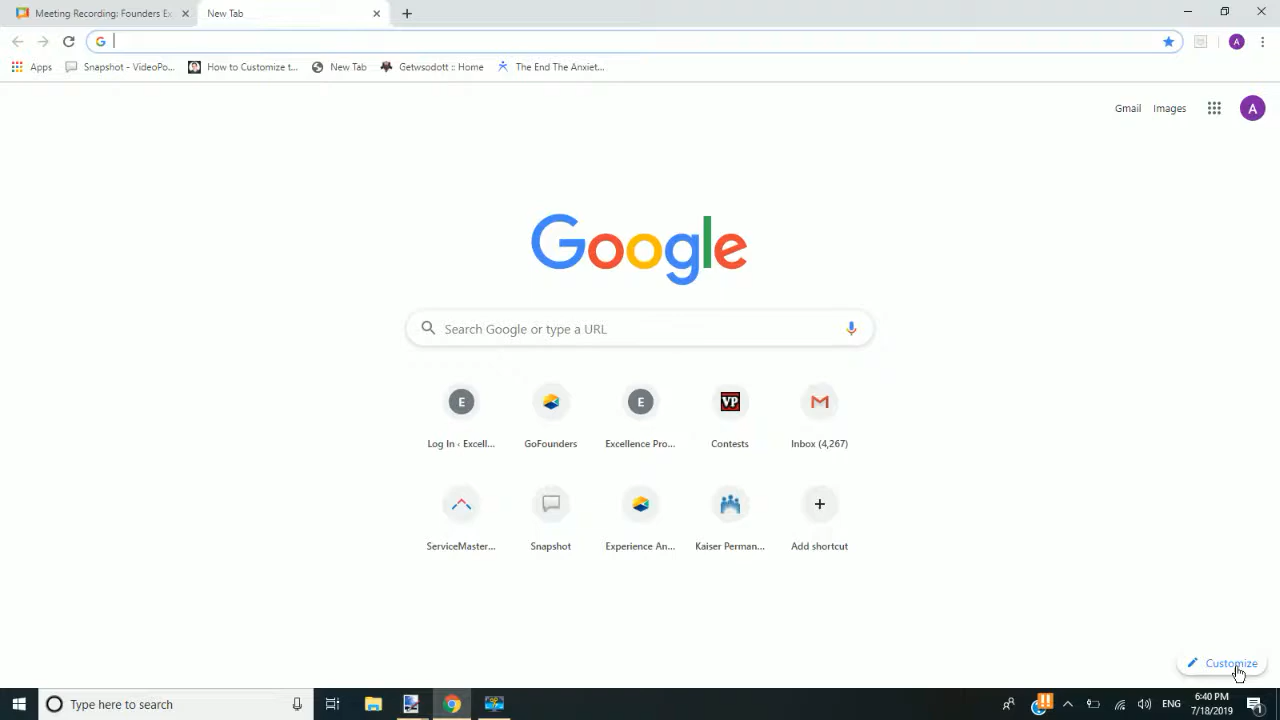 Meeting Recording: Founders Ex
New Tab
Apps
Snapshot - VideoPo...
How to Customize t...
New Tab
Getwsodott :: Home
The End The Anxiet...
Gmail
Images
A
A
Google
Search Google or type a URL
E
E
VP
Log In ‹ Excell...
GoFounders
Excellence Pro...
Contests
Inbox (4,267)
ServiceMaster...
Snapshot
Experience An...
Kaiser Perman...
Add shortcut
Customize
Type here to search
ENG
6:40 PM
7/18/2019
1